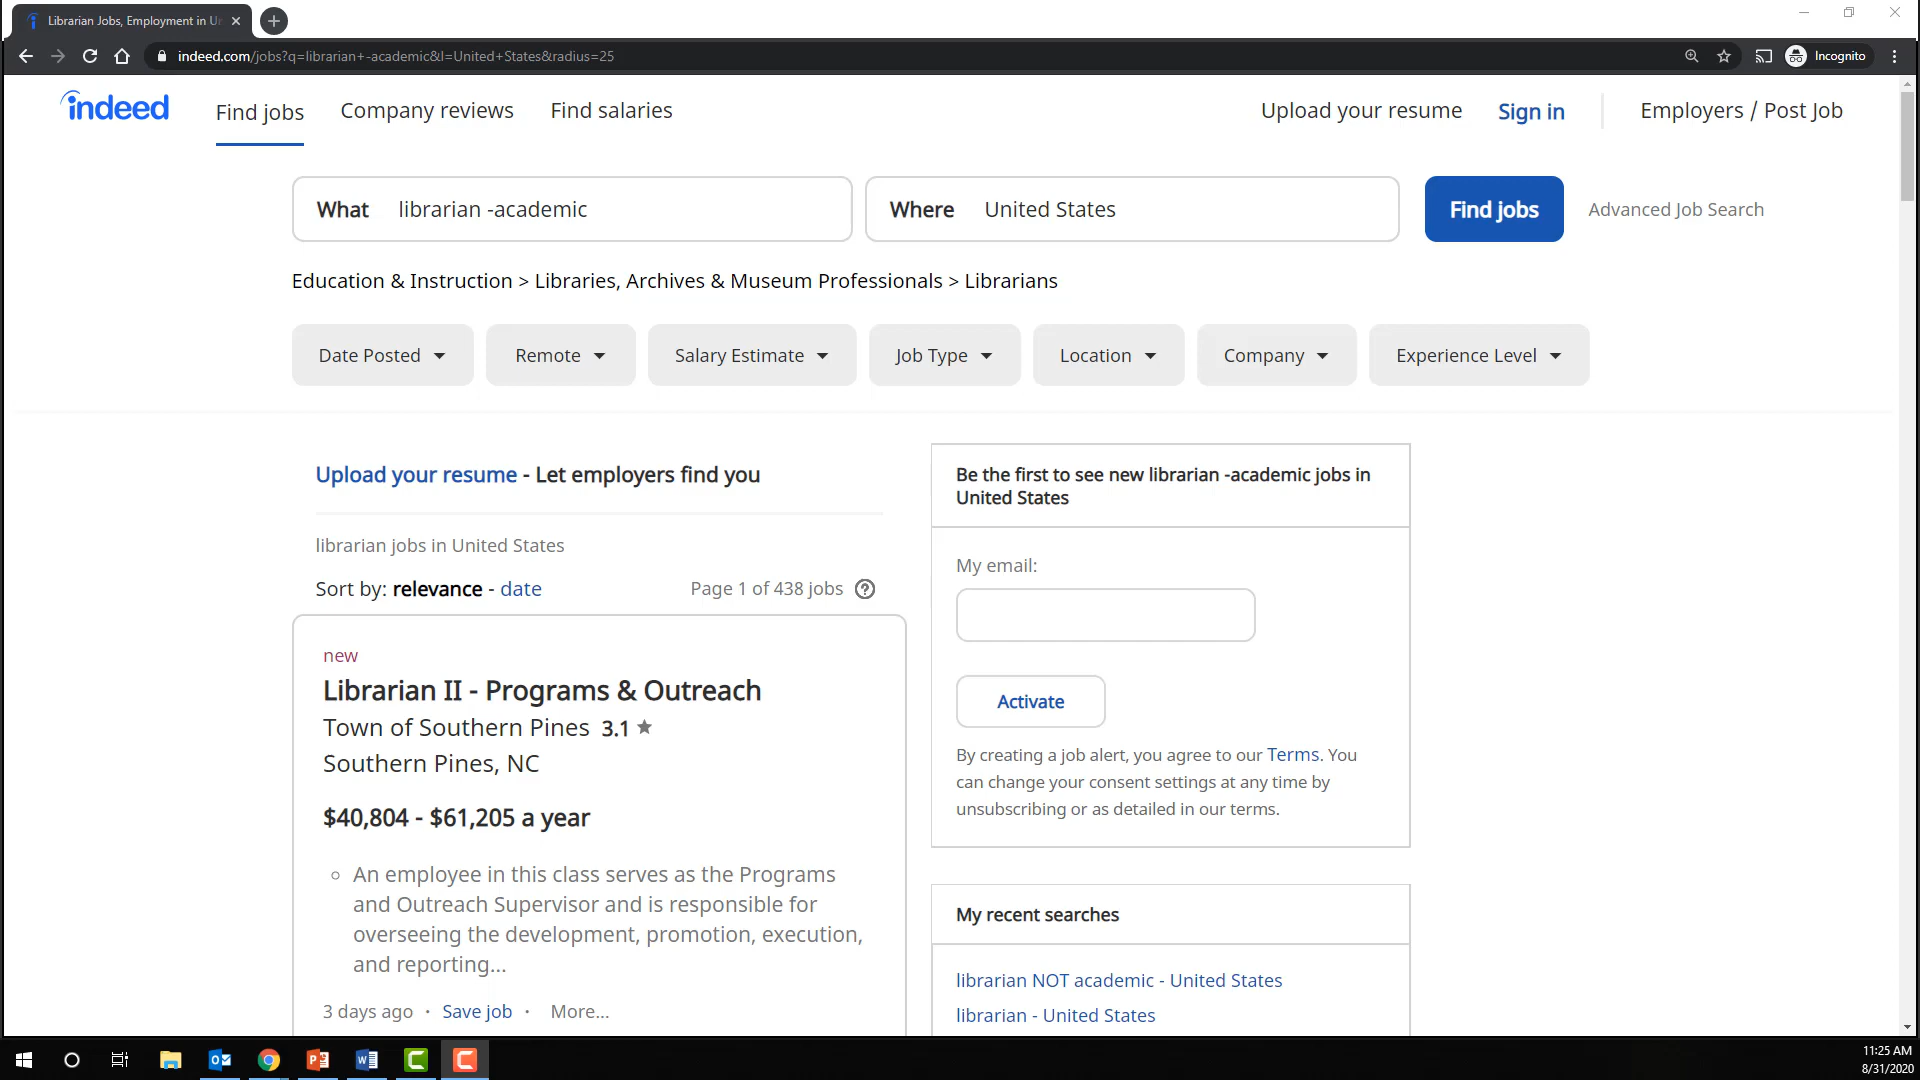 Librarian Jobs, Employment in Un
indeed.com/jobs?q=librarian+-academic&l=United+States&radius=25
Incognito
indeed
Find jobs
Company reviews
Find salaries
Upload your resume
Sign in
Employers / Post Job
What librarian -academic
Where United States
Find jobs
Advanced Job Search
Education & Instruction > Libraries, Archives & Museum Professionals > Librarians
Date Posted
Remote
Salary Estimate
Job Type
Location
Company
Experience Level
Upload your resume - Let employers find you
librarian jobs in United States
Sort by: relevance - date
Page 1 of 438 jobs
new
Librarian II - Programs & Outreach
Town of Southern Pines 3.1
Southern Pines, NC
$40,804 - $61,205 a year
An employee in this class serves as the Programs
and Outreach Supervisor and is responsible for
overseeing the development, promotion, execution,
and reporting...
3 days ago · Save job · More...
Be the first to see new librarian -academic jobs in
United States
My email:
Activate
By creating a job alert, you agree to our Terms. You
can change your consent settings at any time by
unsubscribing or as detailed in our terms.
My recent searches
librarian NOT academic - United States
librarian - United States
11:25 AM
8/31/2020